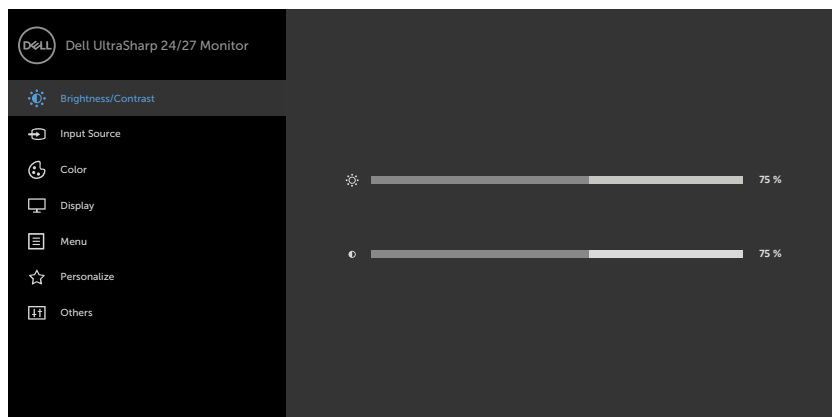 DELL
Dell UltraSharp 24/27 Monitor
Brightness/Contrast
Input Source
Color
Display
Menu
Personalize
Others
75 %
75 %